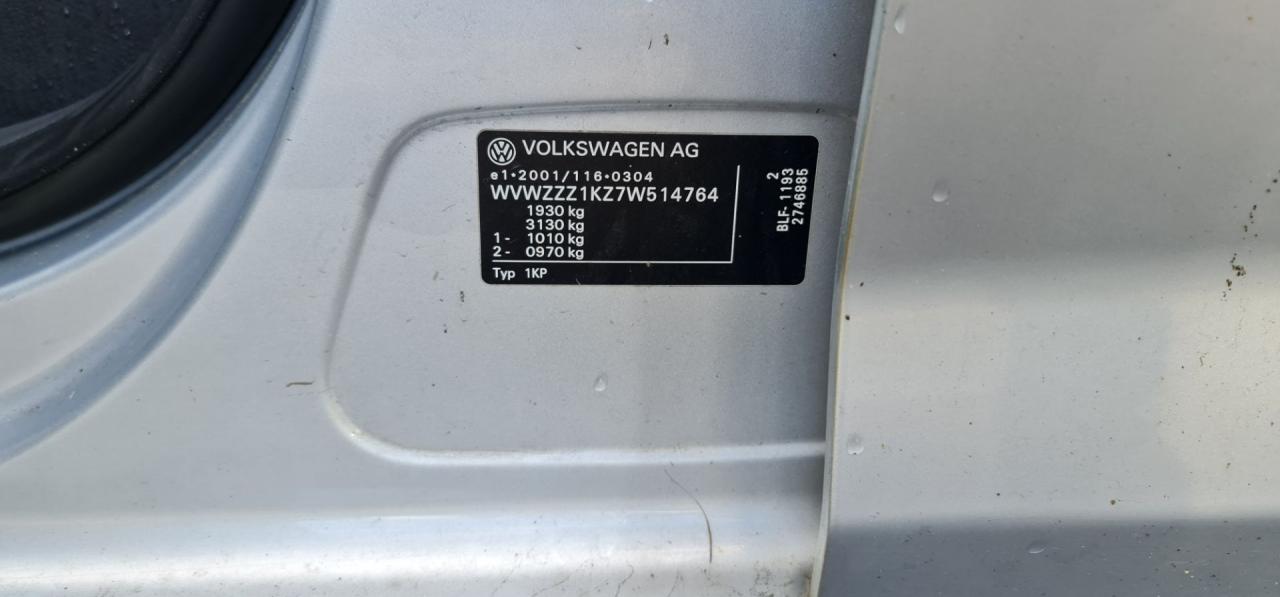 VOLKSWAGEN AG
e1*2001/116*0304
WVWZZZ1KZ7W514764
1930 kg
3130 kg
1 - 1010 kg
2 - 0970 kg
Typ 1KP
2
BLF-1193
2746885